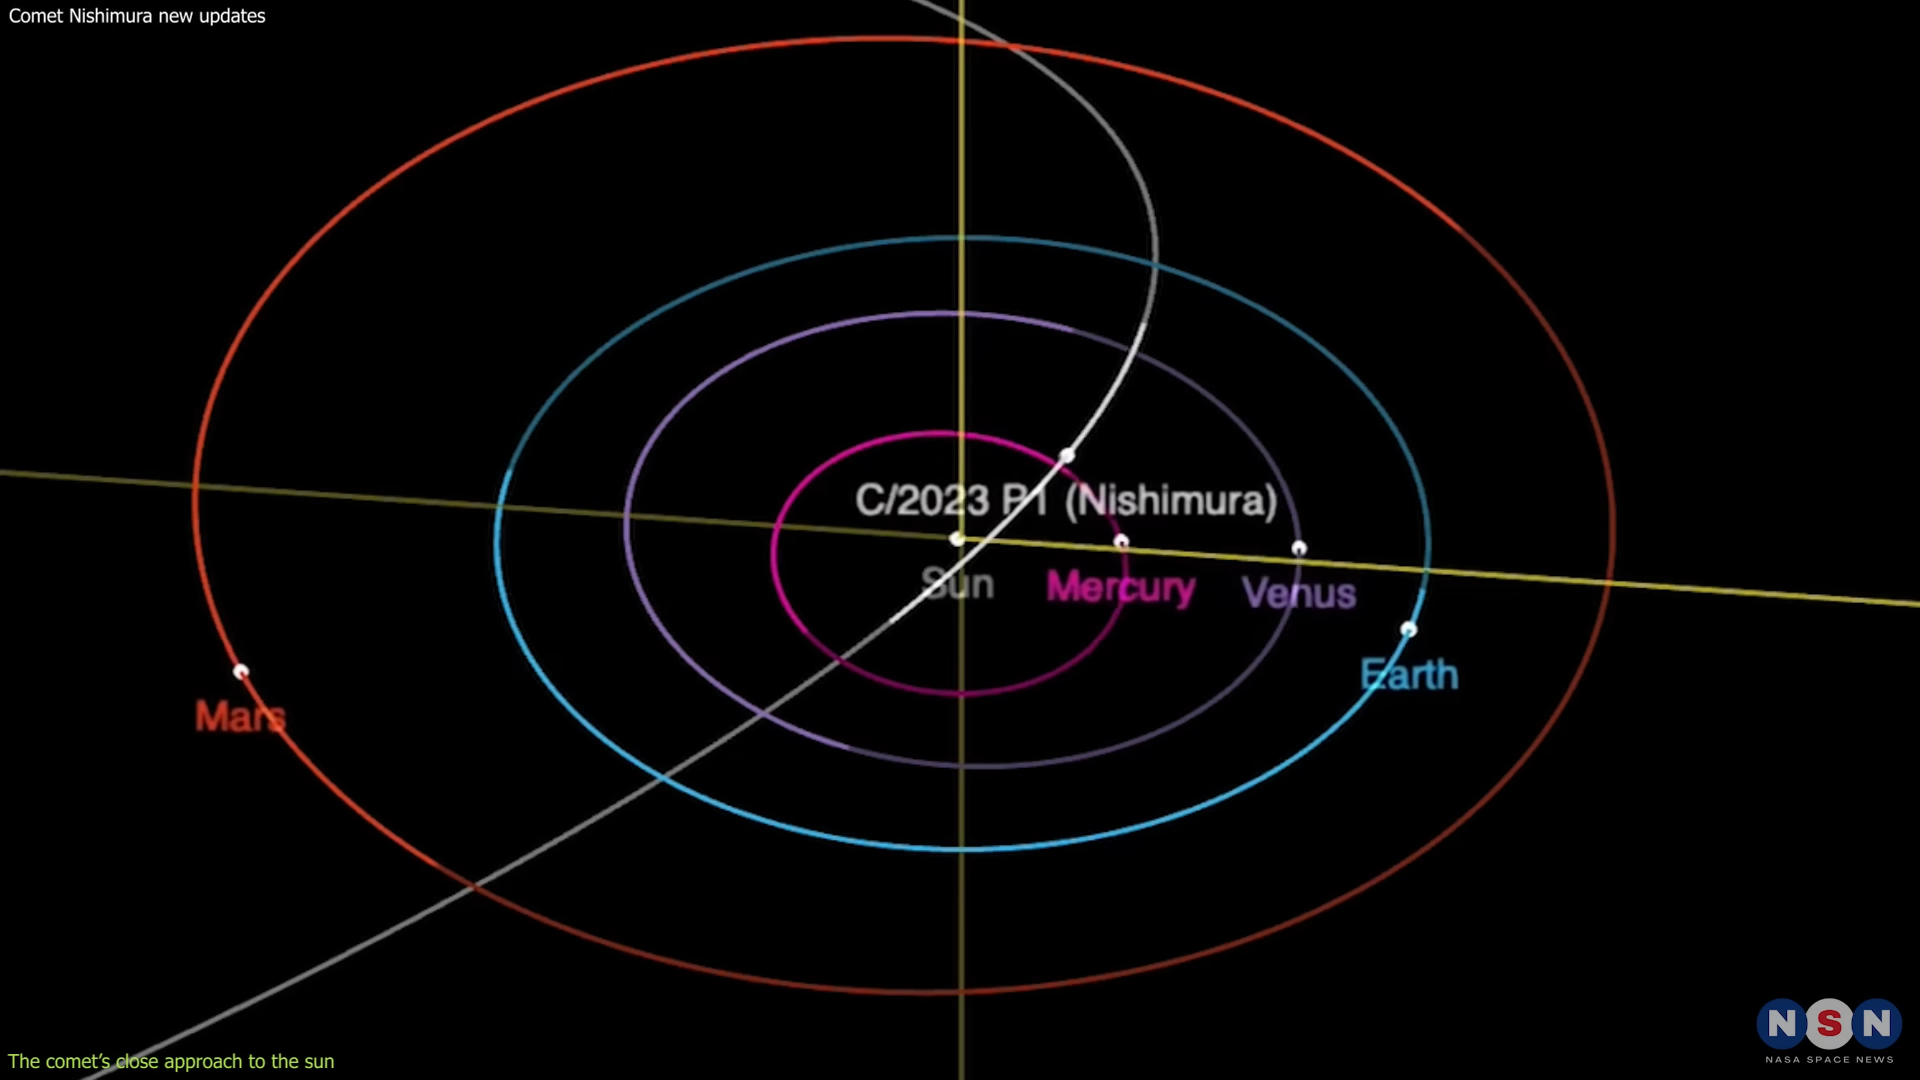 Comet Nishimura new updates
C/2023 P1 (Nishimura)
Sun
Mercury
Venus
Earth
Mars
The comet’s close approach to the sun
NSN
NASA SPACE NEWS